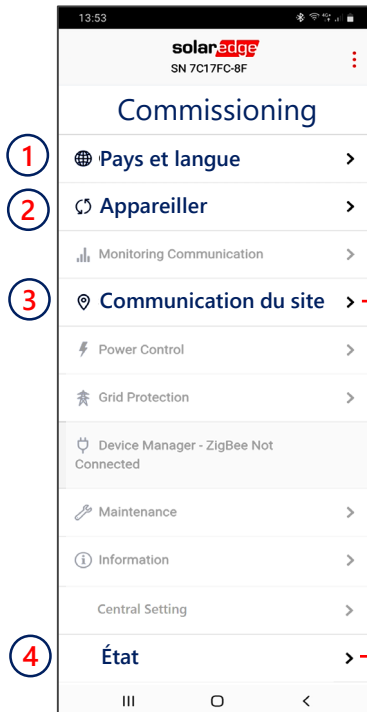 13:53
solaredge
SN 7C17FC-8F
Commissioning
1 Pays et langue
2 Appareiller
Monitoring Communication
3 Communication du site
Power Control
Grid Protection
Device Manager - ZigBee Not
Connected
Maintenance
Information
Central Setting
4 État